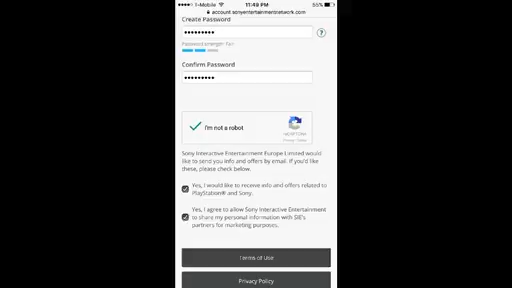 T-Mobile 11:49 PM 55%
account.sonyentertainmentnetwork.com
Create Password
•••••••••
?
Password strength: Fair
Confirm Password
•••••••••
I'm not a robot
reCAPTCHA
Privacy - Terms
Sony Interactive Entertainment Europe Limited would
like to send you info and offers by email. If you'd like
these, please check below.
Yes, I would like to receive info and offers related to
PlayStation® and Sony.
Yes, I agree to allow Sony Interactive Entertainment
to share my personal information with SIE's
partners for marketing purposes.
Terms of Use
Privacy Policy